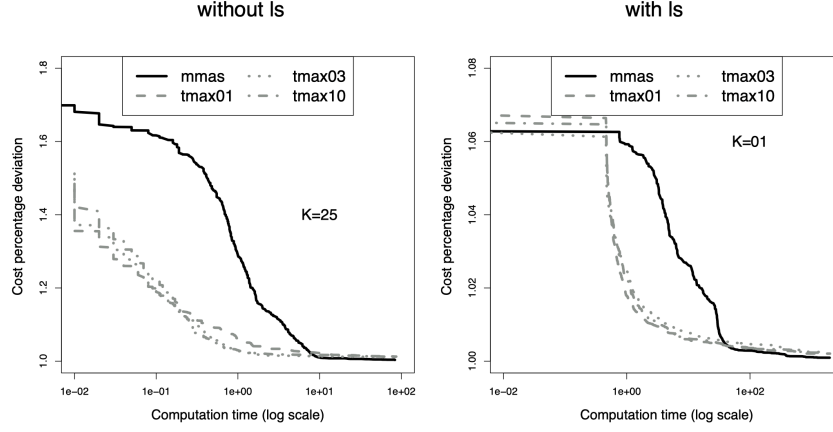 without ls
mmas
tmax01
tmax03
tmax10
K=25
Cost percentage deviation
1.0
1.2
1.4
1.6
1.8
1e−02
1e−01
1e+00
1e+01
1e+02
Computation time (log scale)
with ls
mmas
tmax01
tmax03
tmax10
K=01
Cost percentage deviation
1.00
1.02
1.04
1.06
1.08
1e−02
1e+00
1e+02
Computation time (log scale)